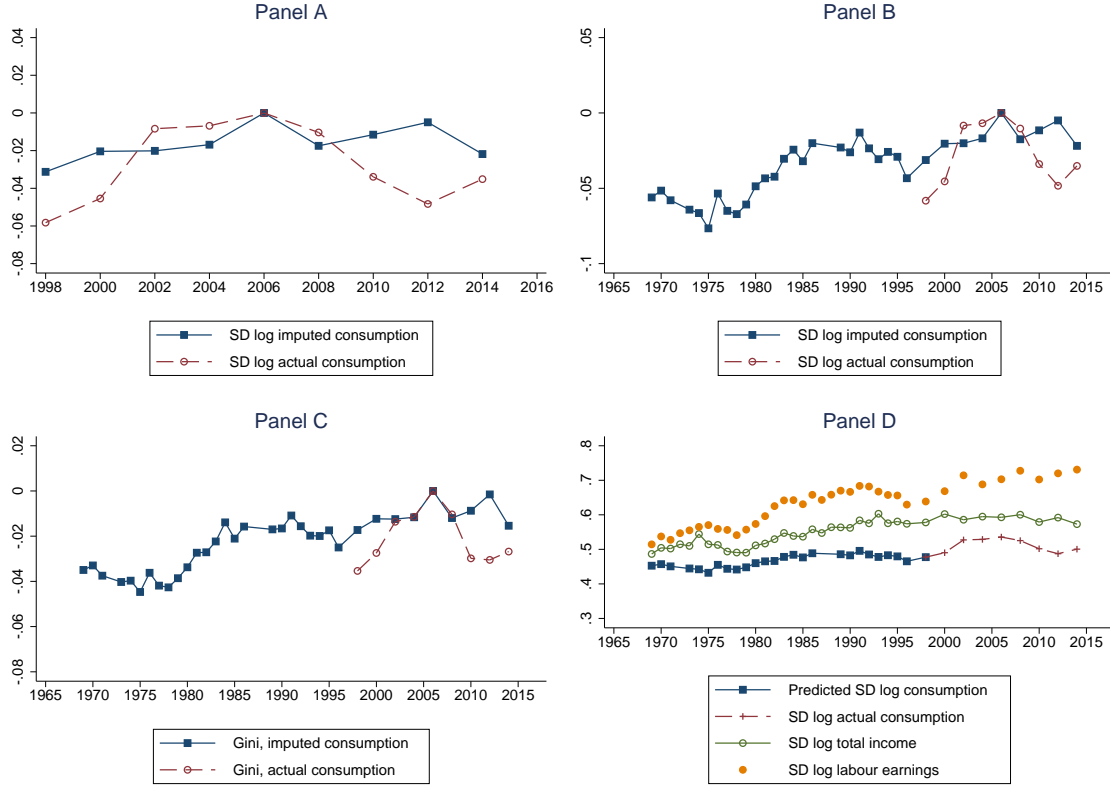 Panel A
.04
.02
0
-.02
-.04
-.06
-.08
1998 2000 2002 2004 2006 2008 2010 2012 2014 2016
SD log imputed consumption
SD log actual consumption
Panel B
.05
0
-.05
-.1
1965 1970 1975 1980 1985 1990 1995 2000 2005 2010 2015
SD log imputed consumption
SD log actual consumption
Panel C
.02
0
-.02
-.04
-.06
-.08
1965 1970 1975 1980 1985 1990 1995 2000 2005 2010 2015
Gini, imputed consumption
Gini, actual consumption
Panel D
.8
.7
.6
.5
.4
.3
1965 1970 1975 1980 1985 1990 1995 2000 2005 2010 2015
Predicted SD log consumption
SD log actual consumption
SD log total income
SD log labour earnings